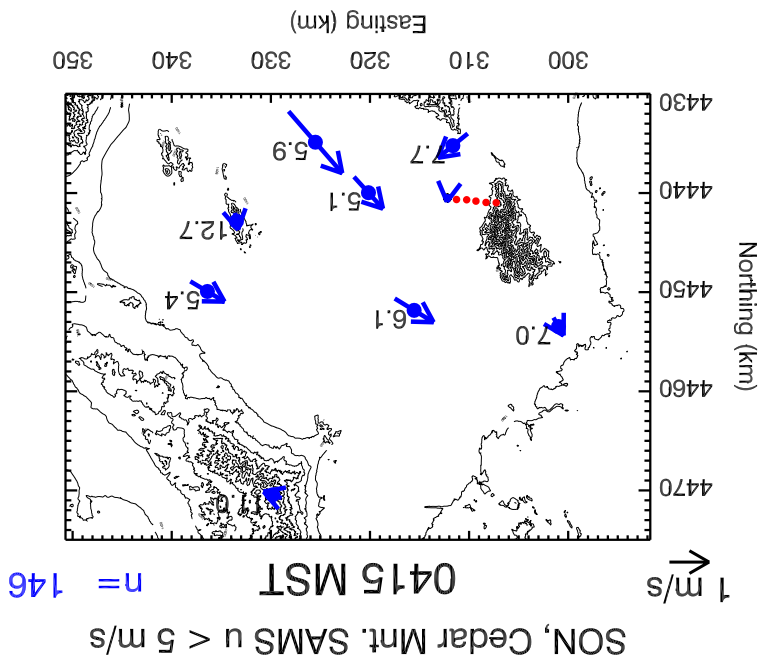 SON, Cedar Mnt. SAMS u < 5 m/s
1 m/s
0415 MST
n= 146
4470
11.0
4460
Northing (km)
7.0
6.1
4450
5.4
12.7
4440
5.1
7.7
5.9
4430
300 310 320 330 340 350
Easting (km)